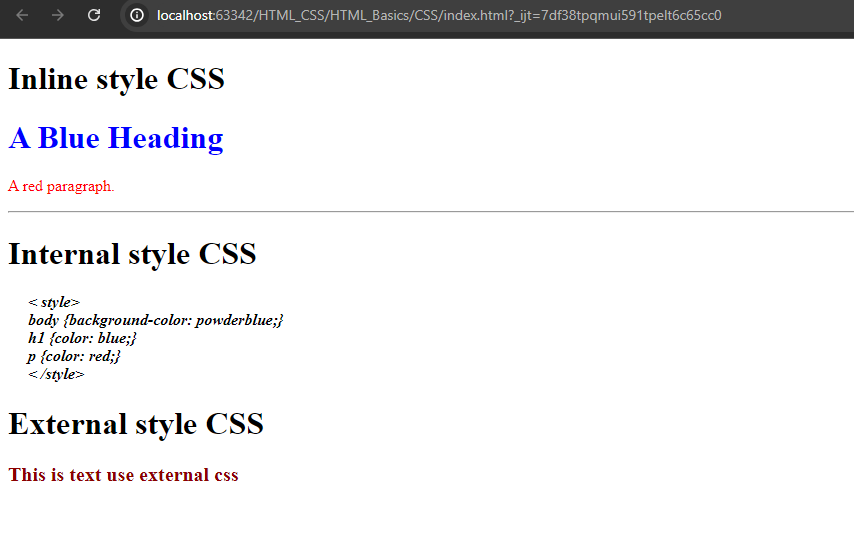 localhost:63342/HTML_CSS/HTML_Basics/CSS/index.html?_ijt=7df38tpqmui591tpelt6c65cc0
Inline style CSS
A Blue Heading
A red paragraph.
Internal style CSS
< style>
body {background-color: powderblue;}
h1 {color: blue;}
p {color: red;}
< /style>
External style CSS
This is text use external css